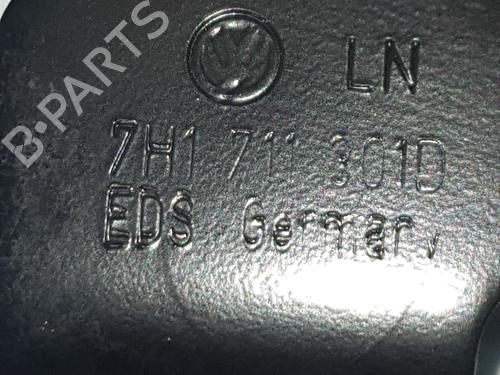 B-PARTS
LN
7H1 711 301D
EDS Germany